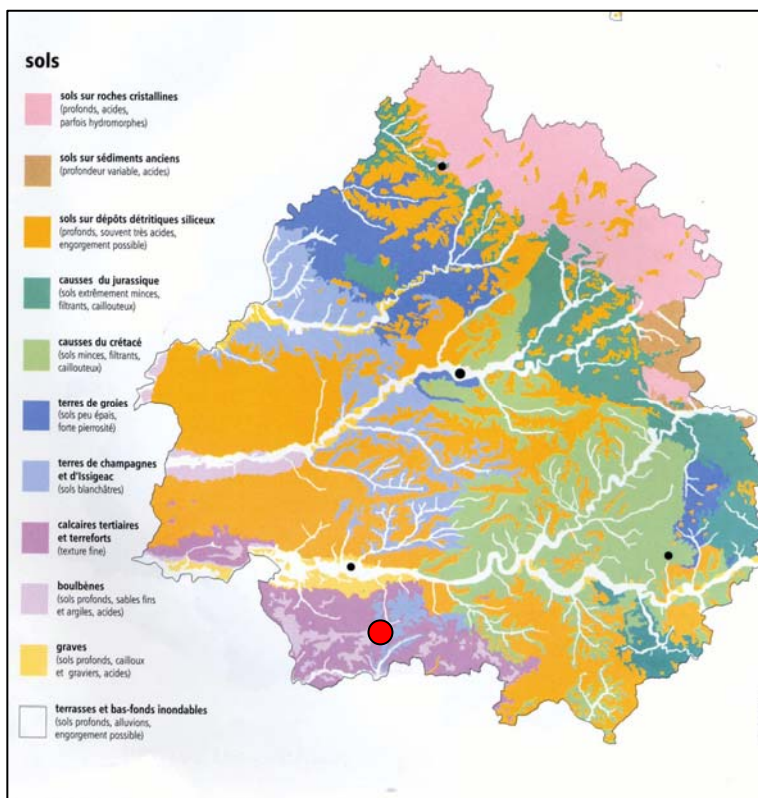 sols
sols sur roches cristallines
(profonds, acides,
parfois hydromorphes)
sols sur sédiments anciens
(profondeur variable, acides)
sols sur dépôts détritiques siliceux
(profonds, souvent très acides,
engorgement possible)
causses du jurassique
(sols extrêmement minces,
filtrants, caillouteux)
causses du crétacé
(sols minces, filtrants,
caillouteux)
terres de groies
(sols peu épais,
forte pierrosité)
terres de champagnes
et d'Issigeac
(sols blanchâtres)
calcaires tertiaires
et terreforts
(texture fine)
boulbènes
(sols profonds, sables fins
et argiles, acides)
graves
(sols profonds, cailloux
et graviers, acides)
terrasses et bas-fonds inondables
(sols profonds, alluvions,
engorgement possible)